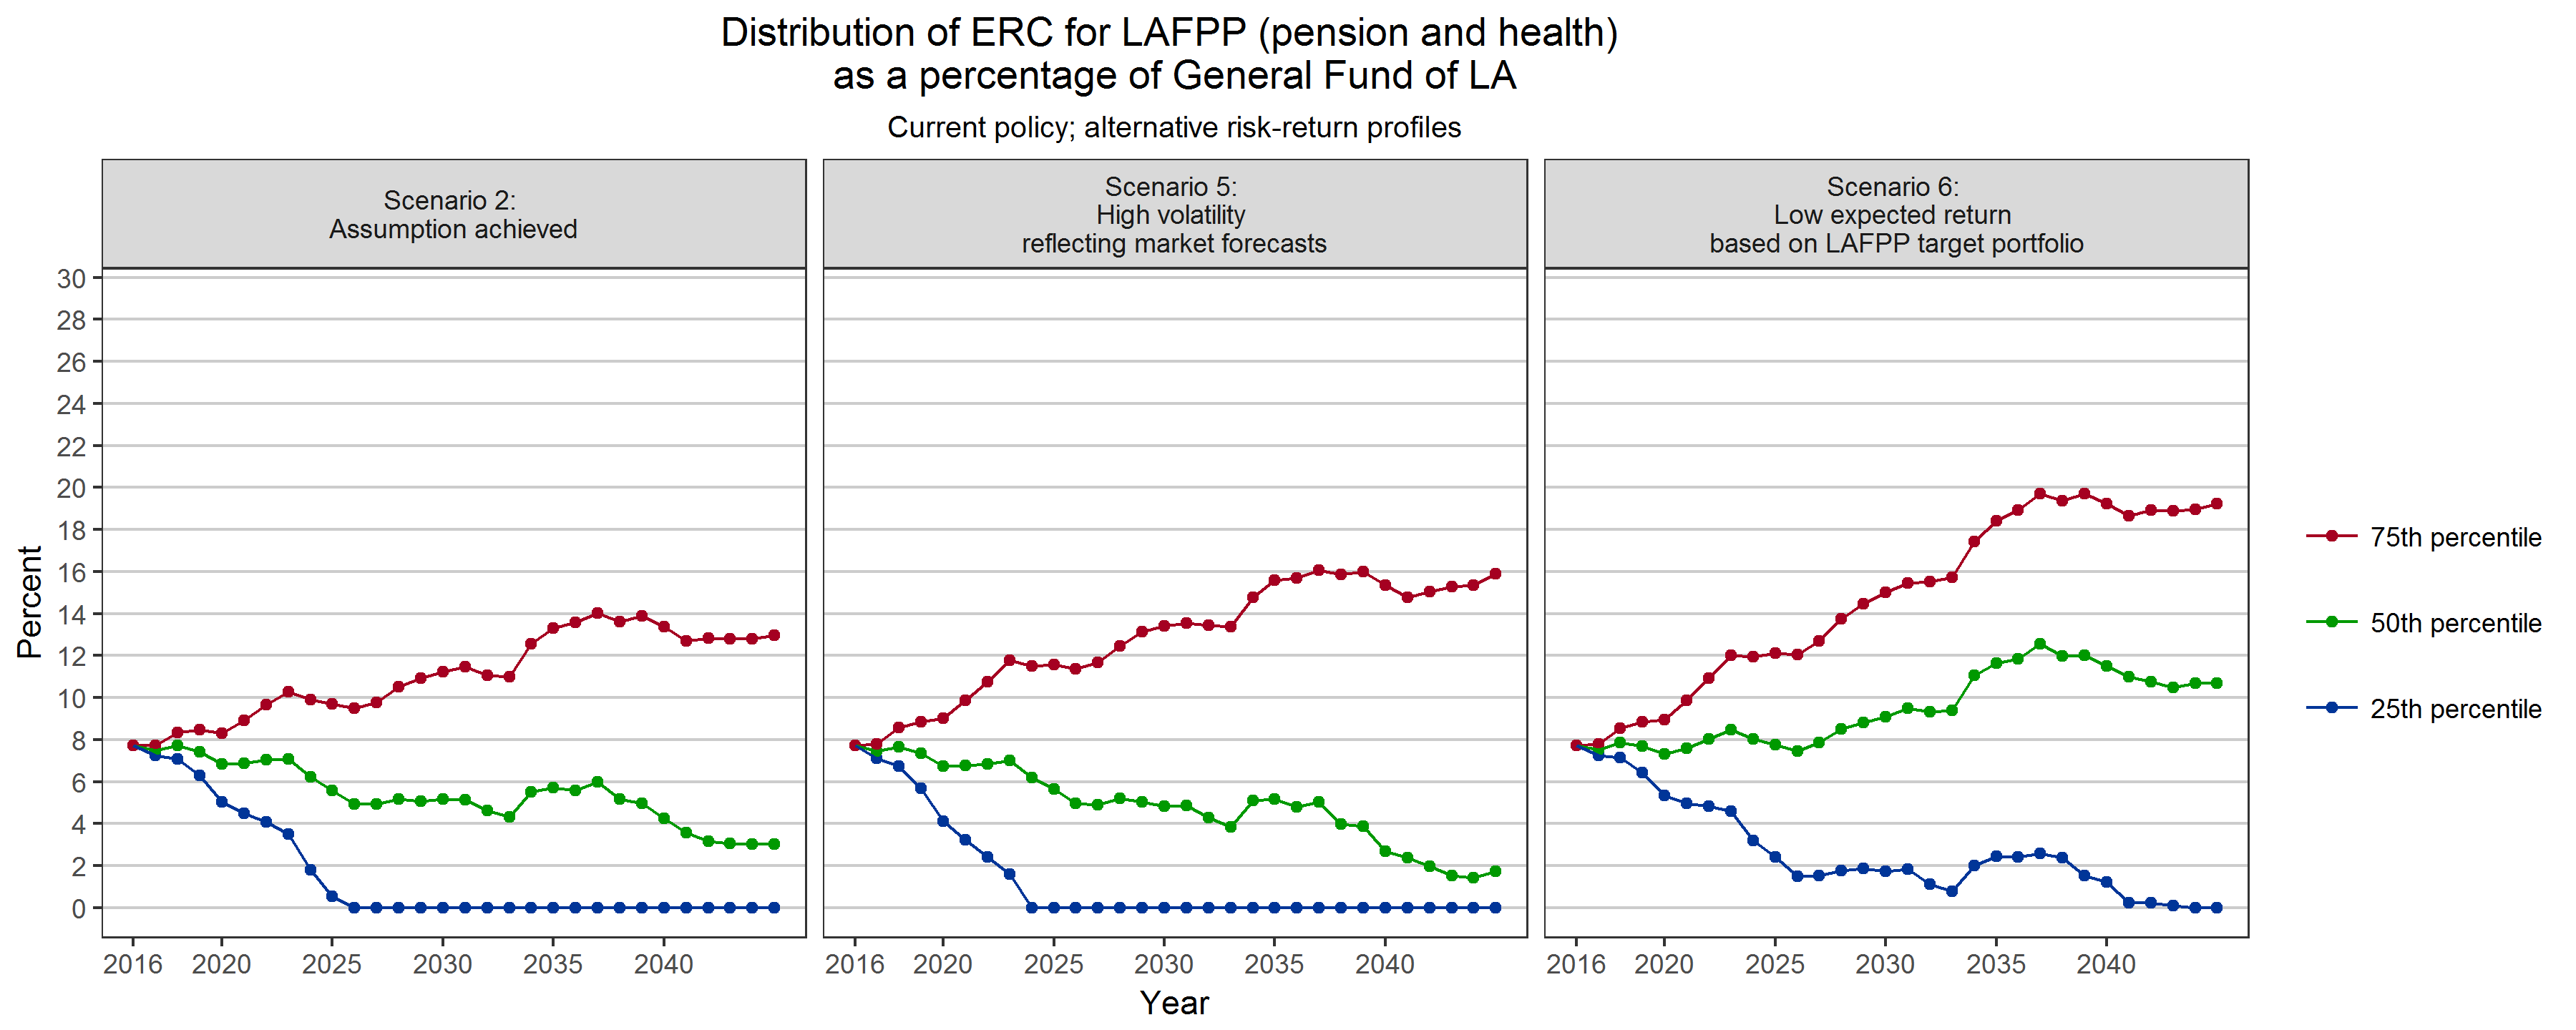 Distribution of ERC for LAFPP (pension and health)
as a percentage of General Fund of LA
Current policy; alternative risk-return profiles
Scenario 2:
Assumption achieved
Scenario 5:
High volatility
reflecting market forecasts
Scenario 6:
Low expected return
based on LAFPP target portfolio
Percent
30
28
26
24
22
20
18
16
14
12
10
8
6
4
2
0
2016 2020 2025 2030 2035 2040
2016 2020 2025 2030 2035 2040
2016 2020 2025 2030 2035 2040
Year
75th percentile
50th percentile
25th percentile